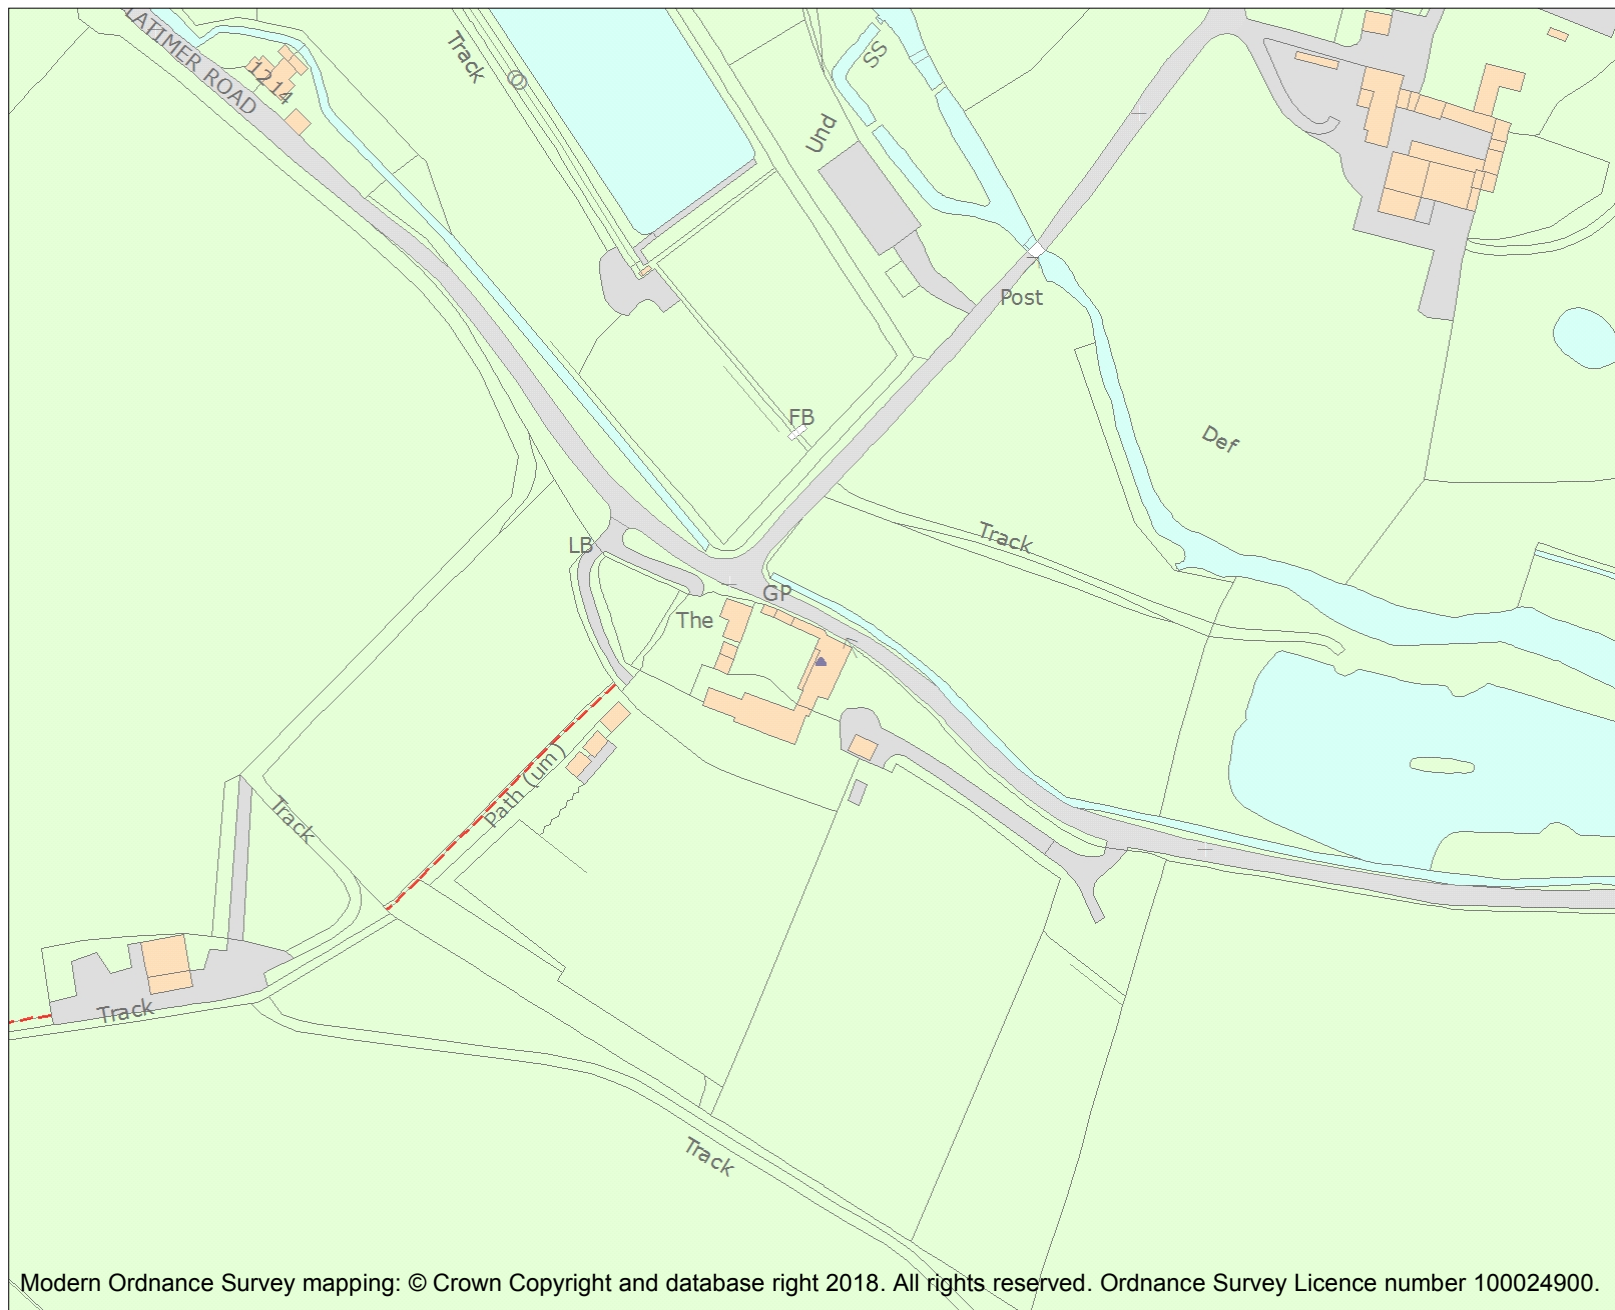 LATIMER ROAD
12 14
Track
SS
Und
Post
FB
Def
Track
LB
GP
The
Path (um)
Track
Track
Track
Modern Ordnance Survey mapping: © Crown Copyright and database right 2018. All rights reserved. Ordnance Survey Licence number 100024900.